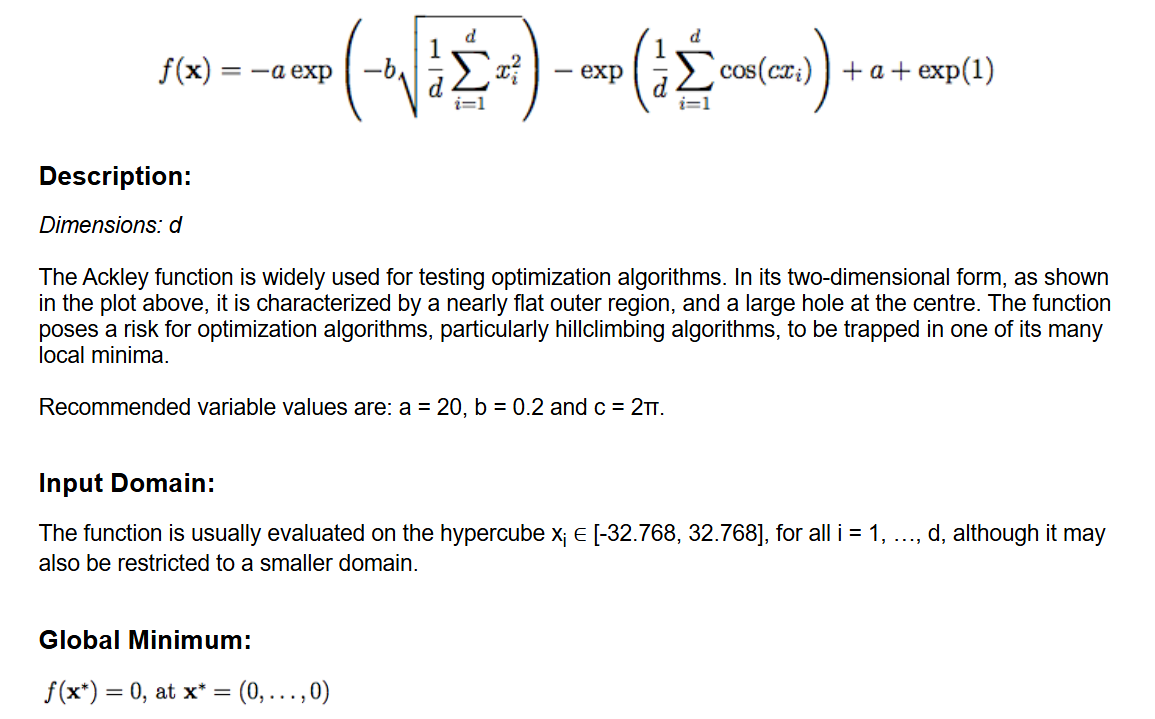 f(x) = −a exp(−b√(1/d ∑_{i=1}^{d} x_i^2)) − exp(1/d ∑_{i=1}^{d} cos(cx_i)) + a + exp(1)
Description:
Dimensions: d
The Ackley function is widely used for testing optimization algorithms. In its two-dimensional form, as shown
in the plot above, it is characterized by a nearly flat outer region, and a large hole at the centre. The function
poses a risk for optimization algorithms, particularly hillclimbing algorithms, to be trapped in one of its many
local minima.
Recommended variable values are: a = 20, b = 0.2 and c = 2π.
Input Domain:
The function is usually evaluated on the hypercube x_i ∈ [-32.768, 32.768], for all i = 1, …, d, although it may
also be restricted to a smaller domain.
Global Minimum:
f(x*) = 0, at x* = (0, . . . , 0)